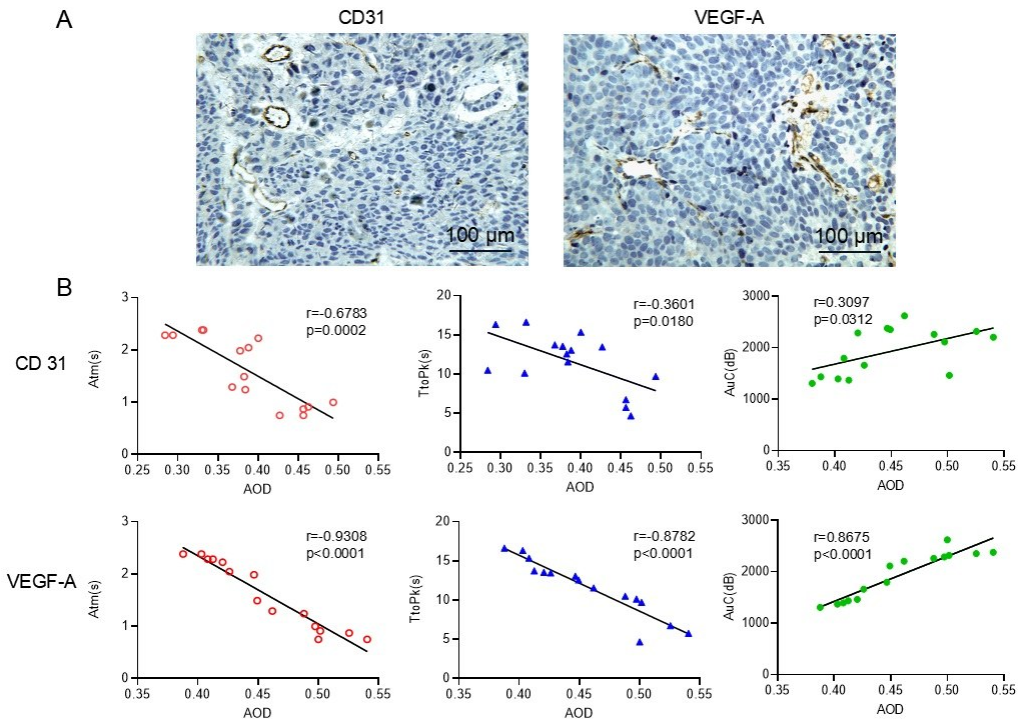 A
CD31
VEGF-A
100 µm
100 µm
B
CD 31
3
2
1
0
Atm(s)
r=-0.6783
p=0.0002
0.25 0.30 0.35 0.40 0.45 0.50 0.55
AOD
20
15
10
5
0
TtoPk(s)
r=-0.3601
p=0.0180
0.25 0.30 0.35 0.40 0.45 0.50 0.55
AOD
3000
2000
1000
0
AuC(dB)
r=0.3097
p=0.0312
0.35 0.40 0.45 0.50 0.55
AOD
VEGF-A
3
2
1
0
Atm(s)
r=-0.9308
p<0.0001
0.35 0.40 0.45 0.50 0.55
AOD
20
15
10
5
0
TtoPk(s)
r=-0.8782
p<0.0001
0.35 0.40 0.45 0.50 0.55
AOD
3000
2000
1000
0
AuC(dB)
r=0.8675
p<0.0001
0.35 0.40 0.45 0.50 0.55
AOD